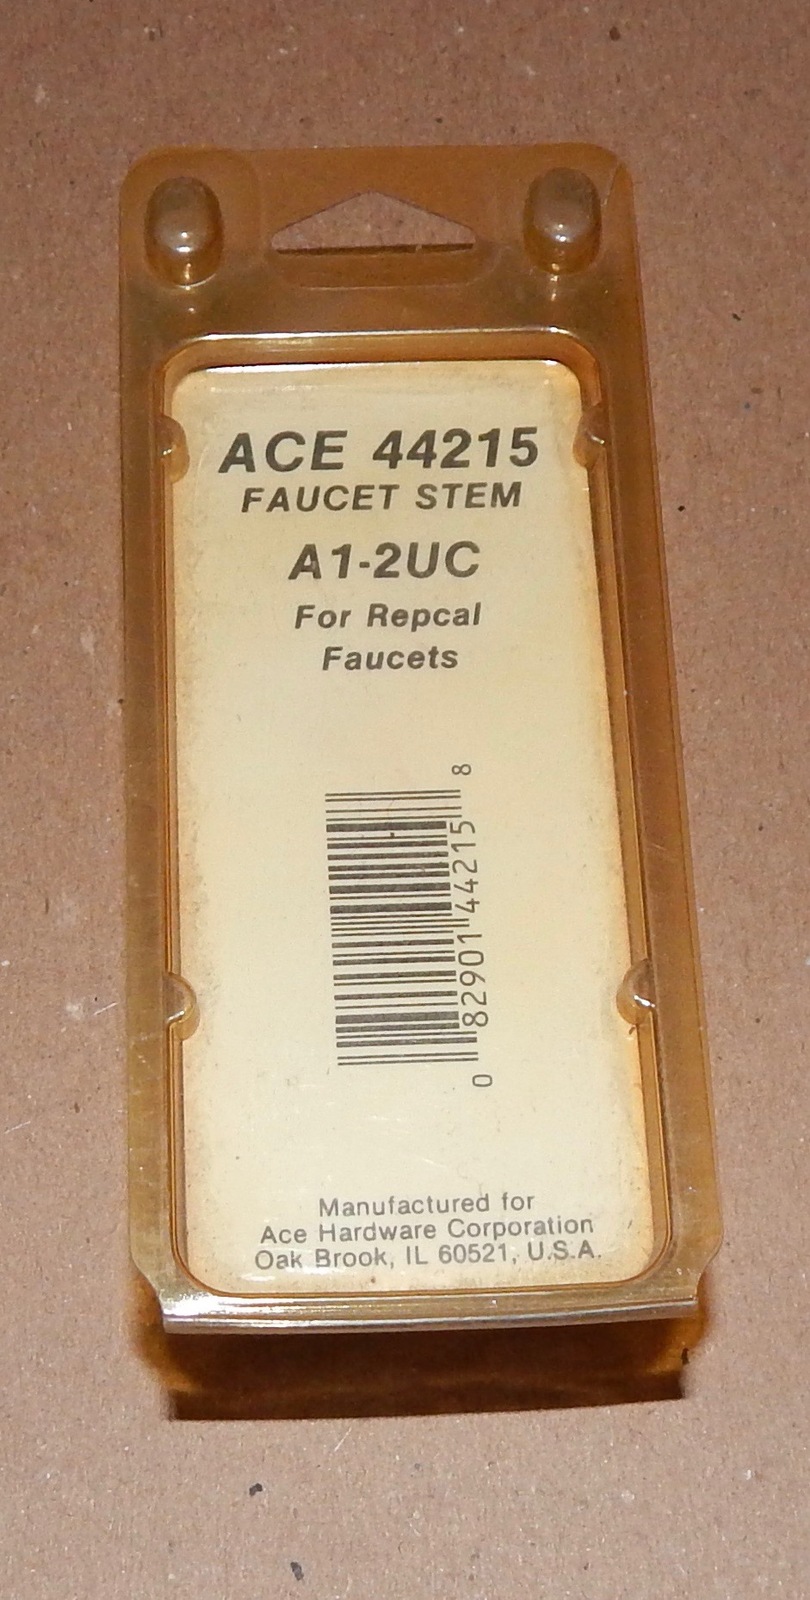 ACE 44215
FAUCET STEM
A1-2UC
For Repcal
Faucets
0 82901 44215 8
Manufactured for
Ace Hardware Corporation
Oak Brook, IL 60521, U.S.A.